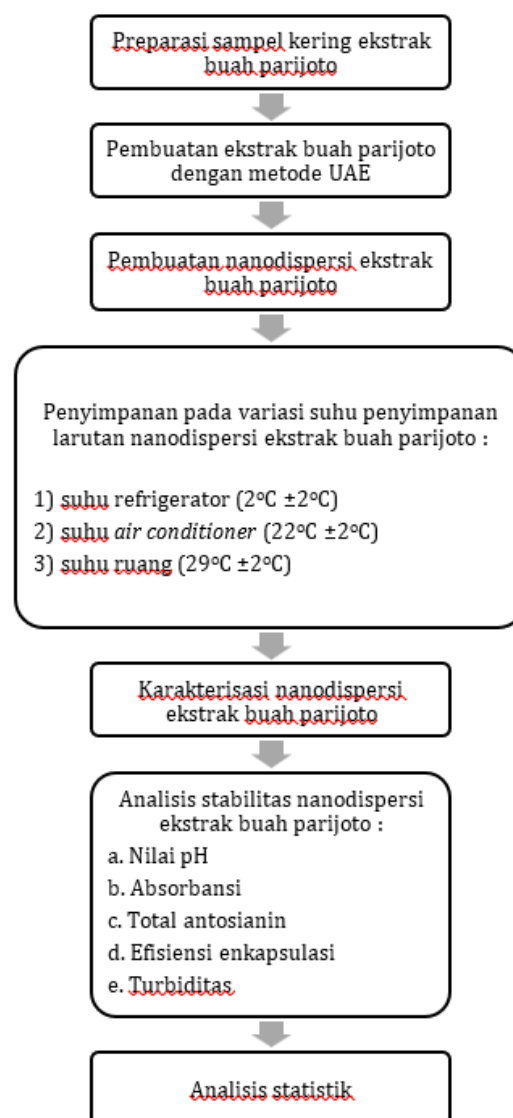 Preparasi sampel kering ekstrak
buah parijoto
Pembuatan ekstrak buah parijoto
dengan metode UAE
Pembuatan nanodispersi ekstrak
buah parijoto
Penyimpanan pada variasi suhu penyimpanan
larutan nanodispersi ekstrak buah parijoto :
1) suhu refrigerator (2°C ±2°C)
2) suhu air conditioner (22°C ±2°C)
3) suhu ruang (29°C ±2°C)
Karakterisasi nanodispersi
ekstrak buah parijoto
Analisis stabilitas nanodispersi
ekstrak buah parijoto :
a. Nilai pH
b. Absorbansi
c. Total antosianin
d. Efisiensi enkapsulasi
e. Turbiditas
Analisis statistik